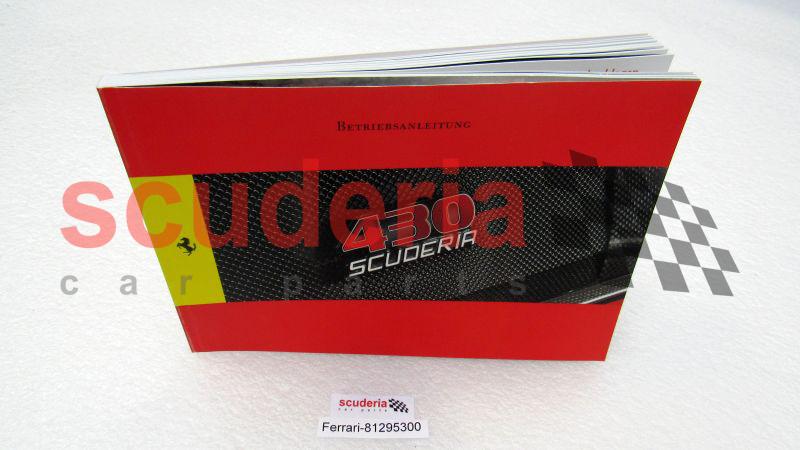 BETRIEBSANLEITUNG
430
SCUDERIA
scuderia
car parts
scuderia
car parts
Ferrari-81295300